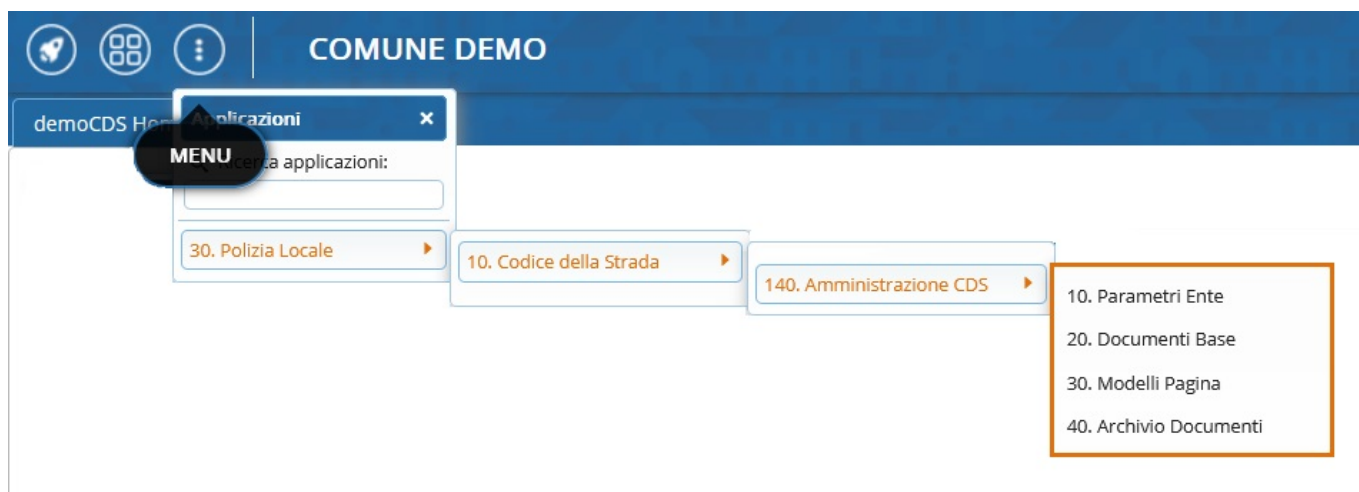 COMUNE DEMO
demoCDS Hom
Applicazioni
MENU
Ricerca applicazioni:
30. Polizia Locale
10. Codice della Strada
140. Amministrazione CDS
10. Parametri Ente
20. Documenti Base
30. Modelli Pagina
40. Archivio Documenti